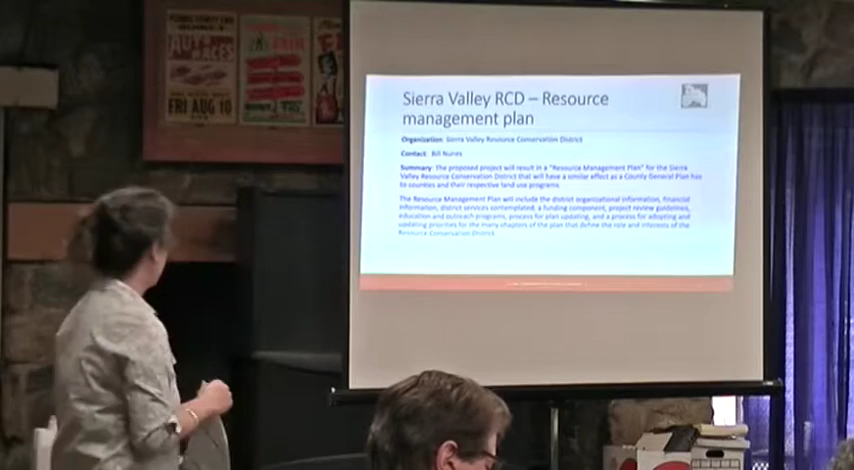 AUTO RACES
FRI AUG 10
FAIR
Sierra Valley RCD – Resource
management plan
Organization: Sierra Valley Resource Conservation District
Contact: Bill Nunes
Summary: The proposed project will result in a "Resource Management Plan" for the Sierra
Valley Resource Conservation District that will have a similar effect as a County General Plan has
to counties and their respective land use programs.
The Resource Management Plan will include the district organizational information, financial
information, district services contemplated, a funding component, project review guidelines,
education and outreach programs, process for plan updating, and a process for adopting and
updating priorities for the many chapters of the plan that define the role and interests of the
Resource Conservation District.